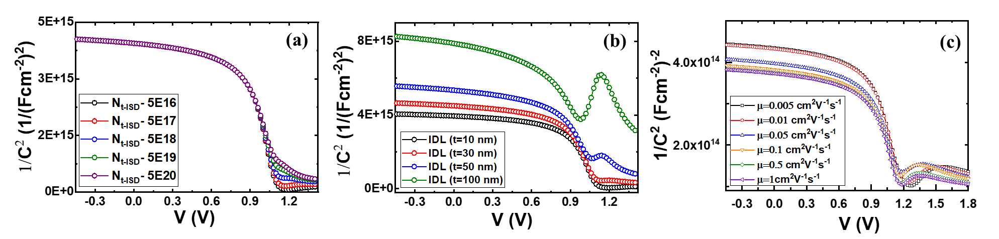 (a)
1/C² (1/(Fcm⁻²)²)
5E+15
3E+15
2E+15
0E+0
Nt-ISD - 5E16
Nt-ISD - 5E17
Nt-ISD - 5E18
Nt-ISD - 5E19
Nt-ISD - 5E20
-0.3 0.0 0.3 0.6 0.9 1.2
V (V)
(b)
1/C² (1/(Fcm⁻²)²)
8E+15
4E+15
0E+0
IDL (t=10 nm)
IDL (t=30 nm)
IDL (t=50 nm)
IDL (t=100 nm)
-0.3 0.0 0.3 0.6 0.9 1.2
V (V)
(c)
1/C² (Fcm⁻²)⁻²
4.0x10¹⁴
2.0x10¹⁴
μ=0.005 cm²V⁻¹s⁻¹
μ=0.01 cm²V⁻¹s⁻¹
μ=0.05 cm²V⁻¹s⁻¹
μ=0.1 cm²V⁻¹s⁻¹
μ=0.5 cm²V⁻¹s⁻¹
μ=1cm²V⁻¹s⁻¹
-0.3 0.0 0.3 0.6 0.9 1.2 1.5 1.8
V (V)